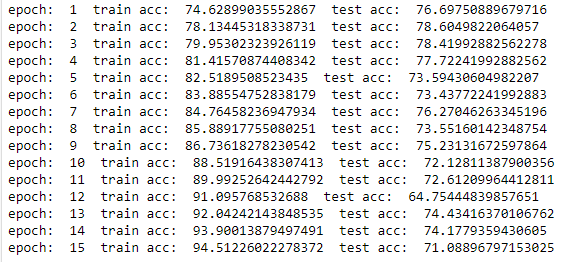 epoch:  1  train acc:  74.62899035552867  test acc:  76.69750889679716
epoch:  2  train acc:  78.13445318338731  test acc:  78.6049822064057
epoch:  3  train acc:  79.95302323926119  test acc:  78.41992882562278
epoch:  4  train acc:  81.41570874408342  test acc:  77.72241992882562
epoch:  5  train acc:  82.5189508523435  test acc:  73.59430604982207
epoch:  6  train acc:  83.88554752838179  test acc:  73.43772241992883
epoch:  7  train acc:  84.76458236947934  test acc:  76.27046263345196
epoch:  8  train acc:  85.88917755080251  test acc:  73.55160142348754
epoch:  9  train acc:  86.73618278230542  test acc:  75.23131672597864
epoch:  10  train acc:  88.51916438307413  test acc:  72.12811387900356
epoch:  11  train acc:  89.99252642442792  test acc:  72.61209964412811
epoch:  12  train acc:  91.095768532688  test acc:  64.75444839857651
epoch:  13  train acc:  92.04242143848535  test acc:  74.43416370106762
epoch:  14  train acc:  93.90013879497491  test acc:  74.1779359430605
epoch:  15  train acc:  94.51226022278372  test acc:  71.08896797153025